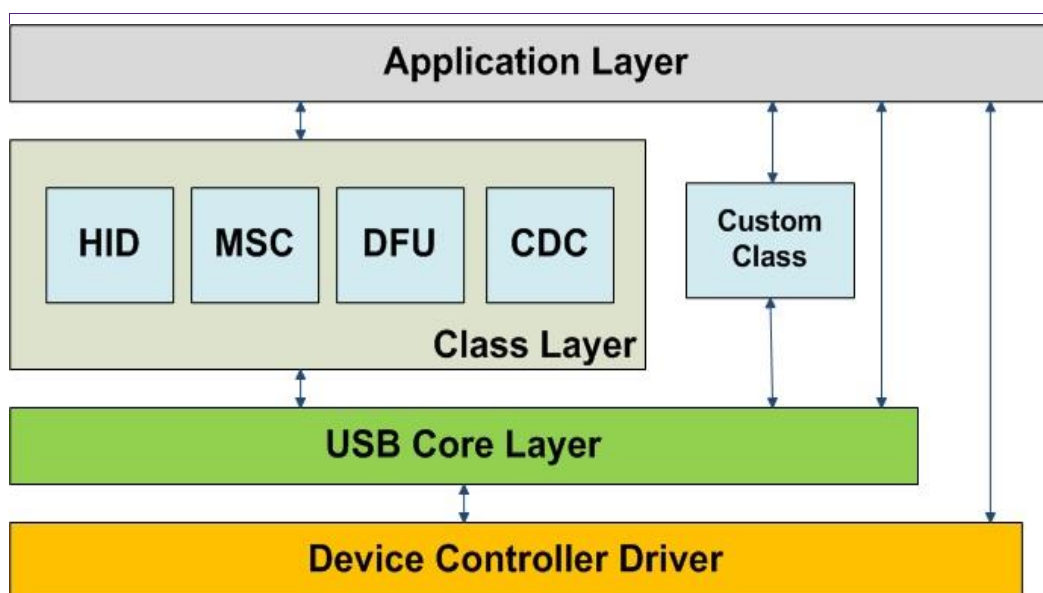 Application Layer
HID MSC DFU CDC
Custom
Class
Class Layer
USB Core Layer
Device Controller Driver